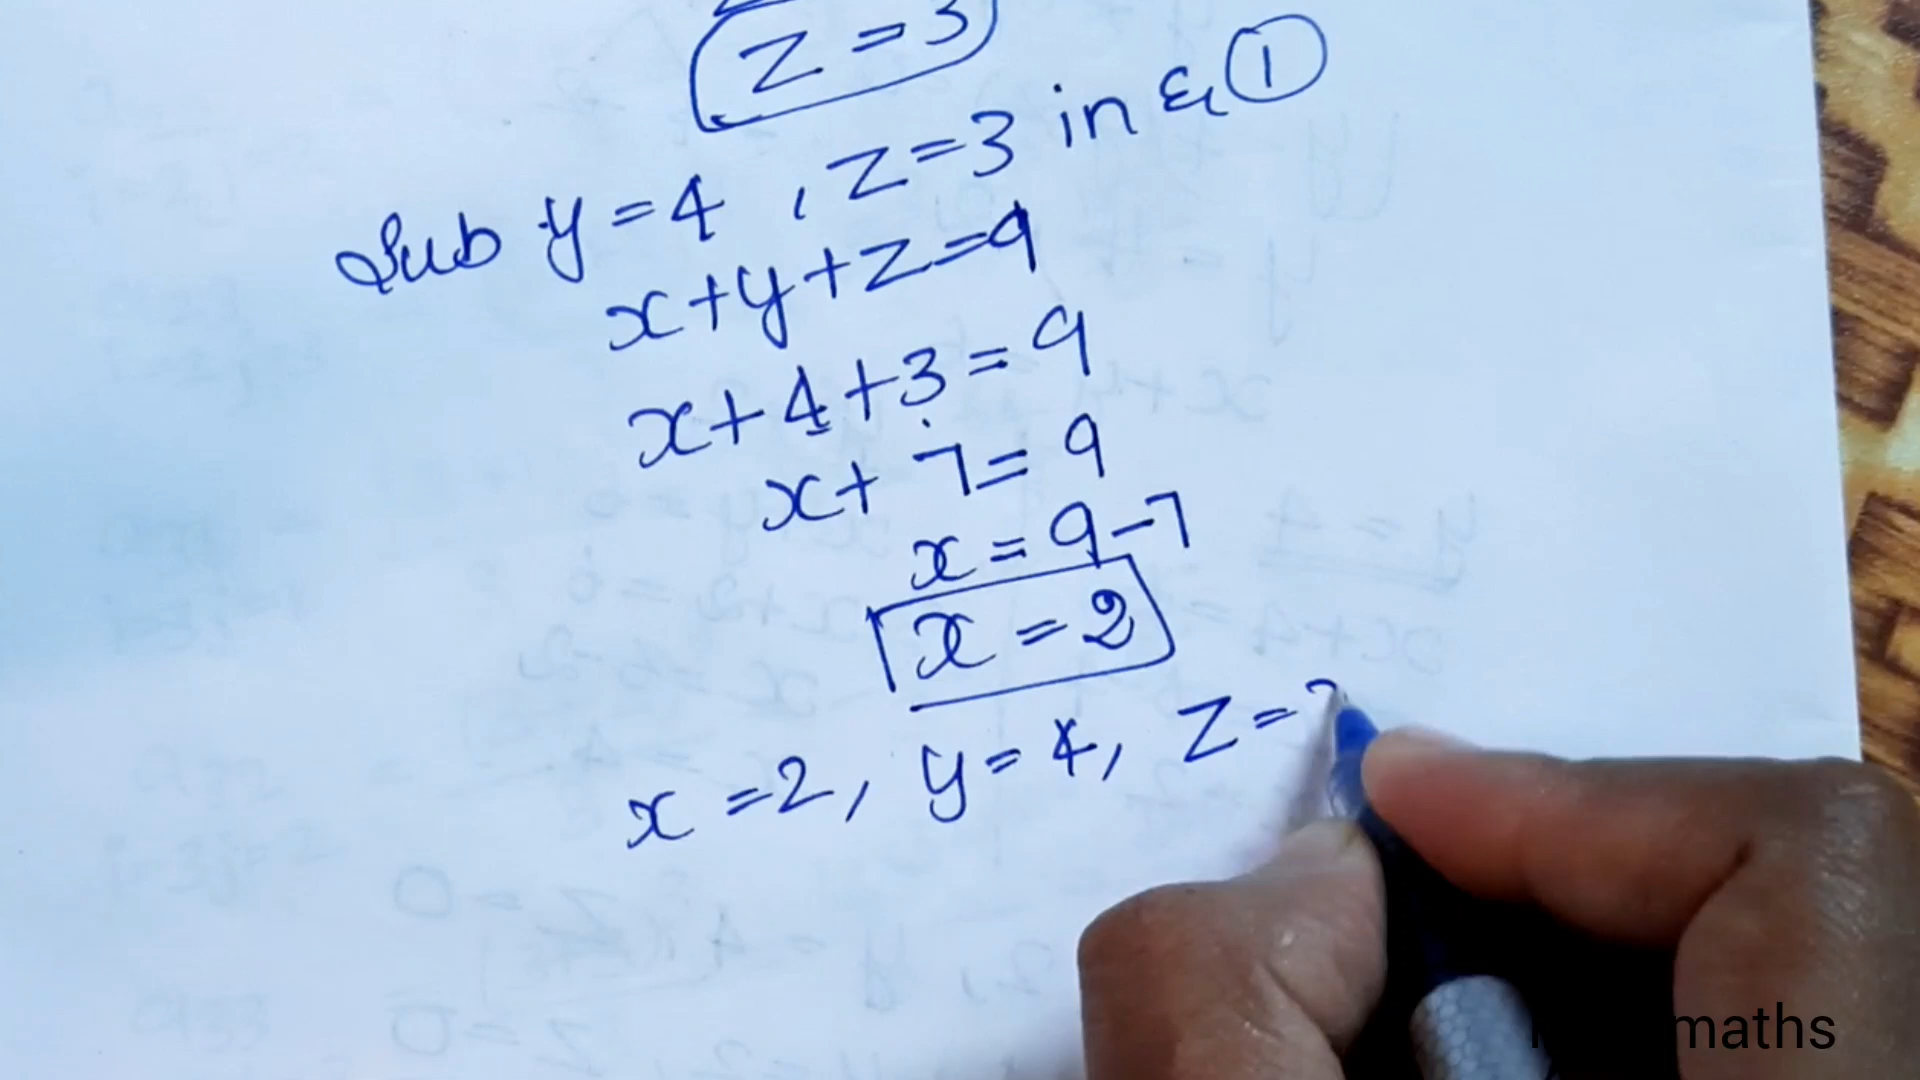 z = 3
Sub y = 4 , z = 3 in Eq ①
x + y + z = 9
x + 4 + 3 = 9
x + 7 = 9
x = 9 - 7
x = 2
x = 2, y = 4, z =
maths